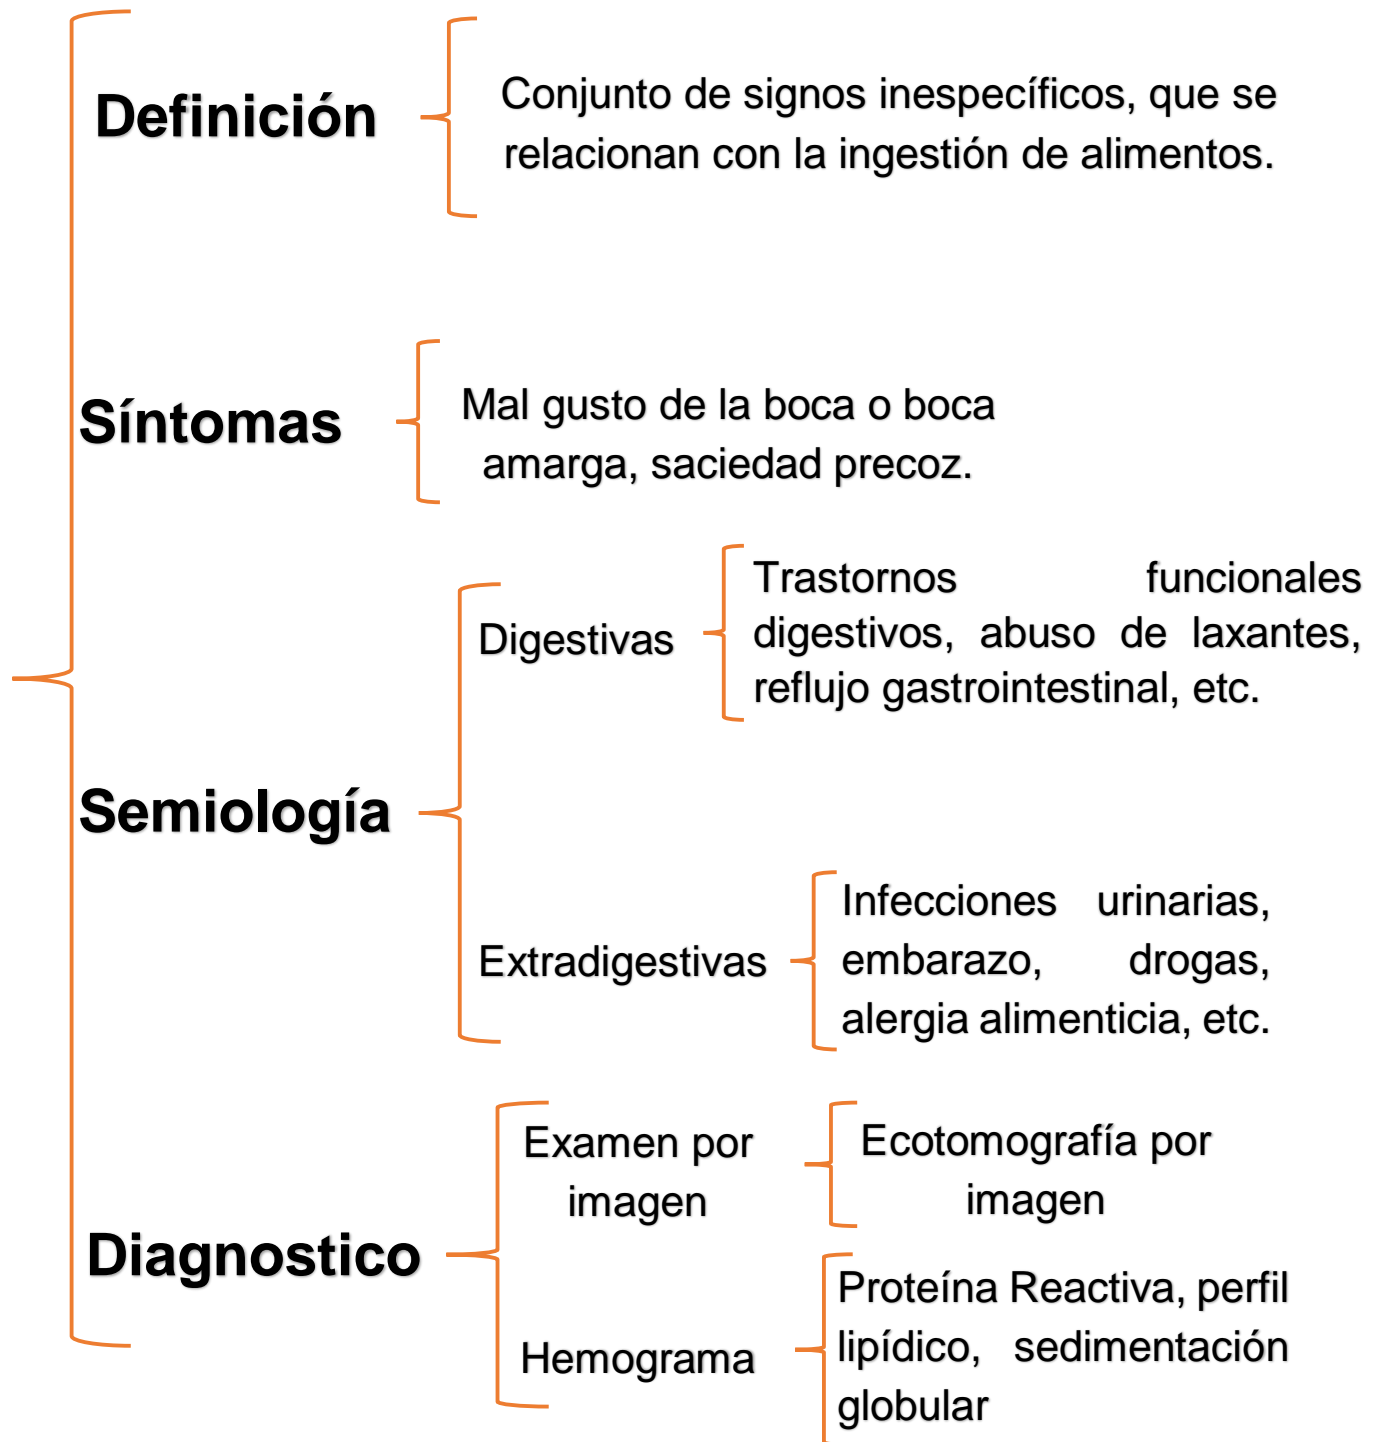 Definición
Conjunto de signos inespecíficos, que se
relacionan con la ingestión de alimentos.
Síntomas
Mal gusto de la boca o boca
amarga, saciedad precoz.
Semiología
Digestivas
Trastornos funcionales
digestivos, abuso de laxantes,
reflujo gastrointestinal, etc.
Extradigestivas
Infecciones urinarias,
embarazo, drogas,
alergia alimenticia, etc.
Diagnostico
Examen por
imagen
Ecotomografía por
imagen
Hemograma
Proteína Reactiva, perfil
lipídico, sedimentación
globular